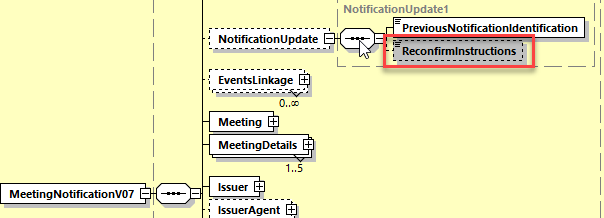 NotificationUpdate1
PreviousNotificationIdentification
NotificationUpdate
ReconfirmInstructions
EventsLinkage
0..∞
Meeting
MeetingDetails
1..5
MeetingNotificationV07
Issuer
IssuerAgent